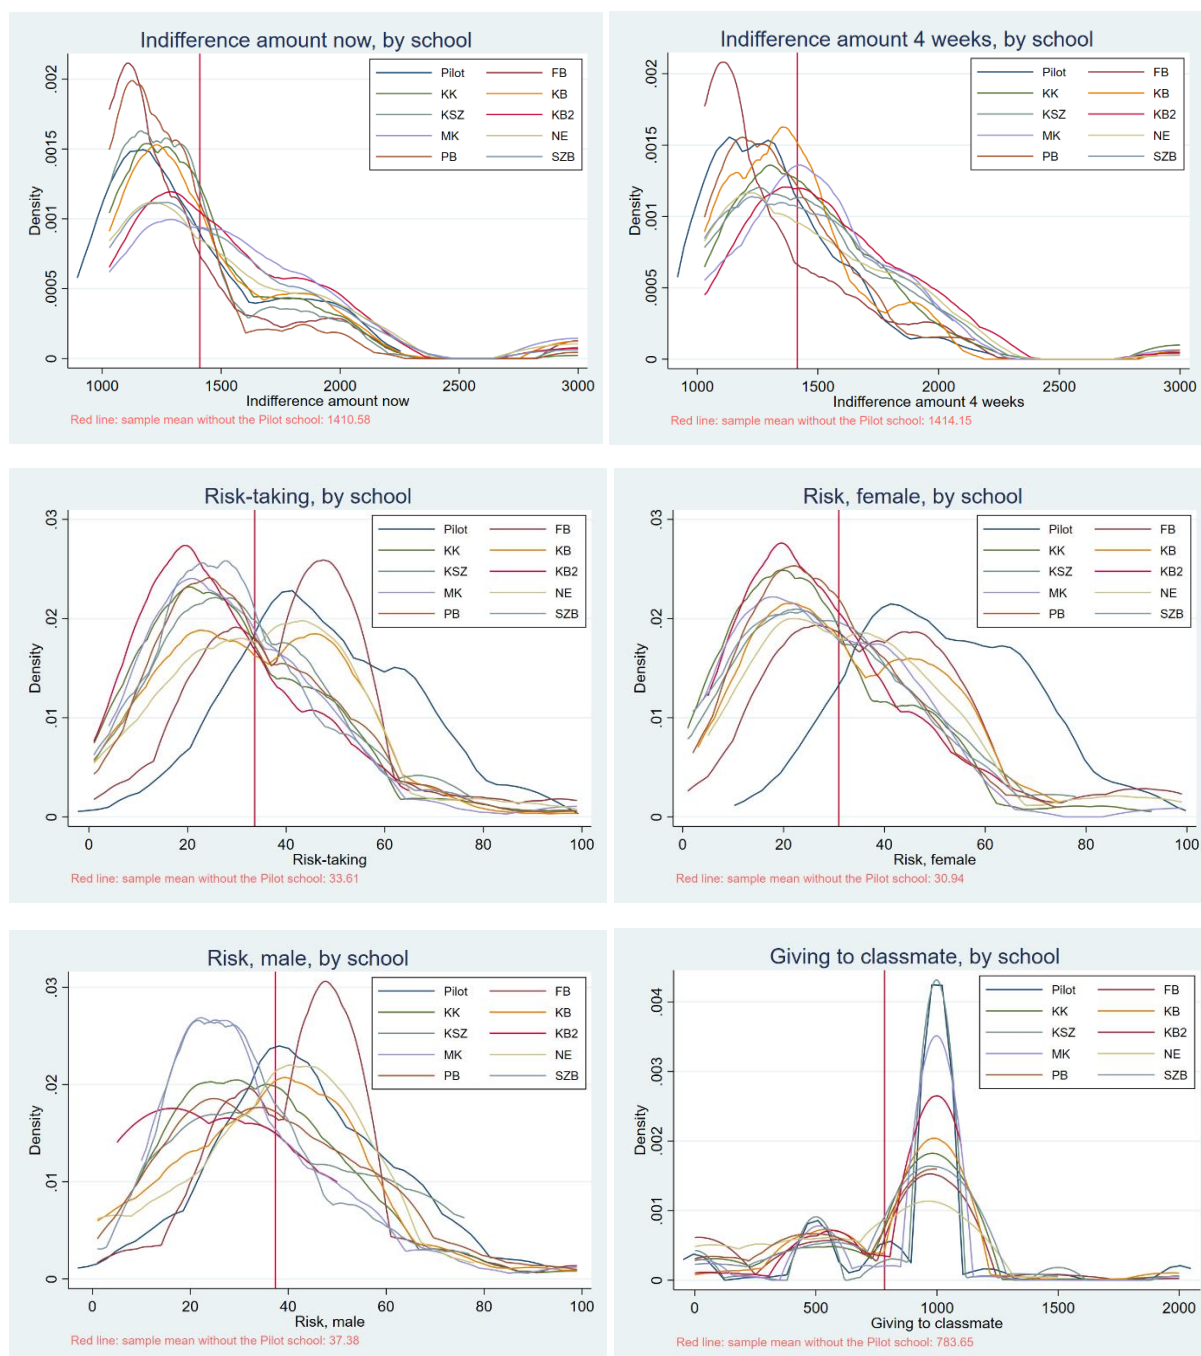 Indifference amount now, by school
Density
0 .0005 .001 .0015 .002
Pilot FB
KK KB
KSZ KB2
MK NE
PB SZB
1000 1500 2000 2500 3000
Indifference amount now
Red line: sample mean without the Pilot school: 1410.58
Indifference amount 4 weeks, by school
Density
0 .0005 .001 .0015 .002
Pilot FB
KK KB
KSZ KB2
MK NE
PB SZB
1000 1500 2000 2500 3000
Indifference amount 4 weeks
Red line: sample mean without the Pilot school: 1414.15
Risk-taking, by school
Density
0 .01 .02 .03
Pilot FB
KK KB
KSZ KB2
MK NE
PB SZB
0 20 40 60 80 100
Risk-taking
Red line: sample mean without the Pilot school: 33.61
Risk, female, by school
Density
0 .01 .02 .03
Pilot FB
KK KB
KSZ KB2
MK NE
PB SZB
0 20 40 60 80 100
Risk, female
Red line: sample mean without the Pilot school: 30.94
Risk, male, by school
Density
0 .01 .02 .03
Pilot FB
KK KB
KSZ KB2
MK NE
PB SZB
0 20 40 60 80 100
Risk, male
Red line: sample mean without the Pilot school: 37.38
Giving to classmate, by school
Density
0 .001 .002 .003 .004
Pilot FB
KK KB
KSZ KB2
MK NE
PB SZB
0 500 1000 1500 2000
Giving to classmate
Red line: sample mean without the Pilot school: 783.65